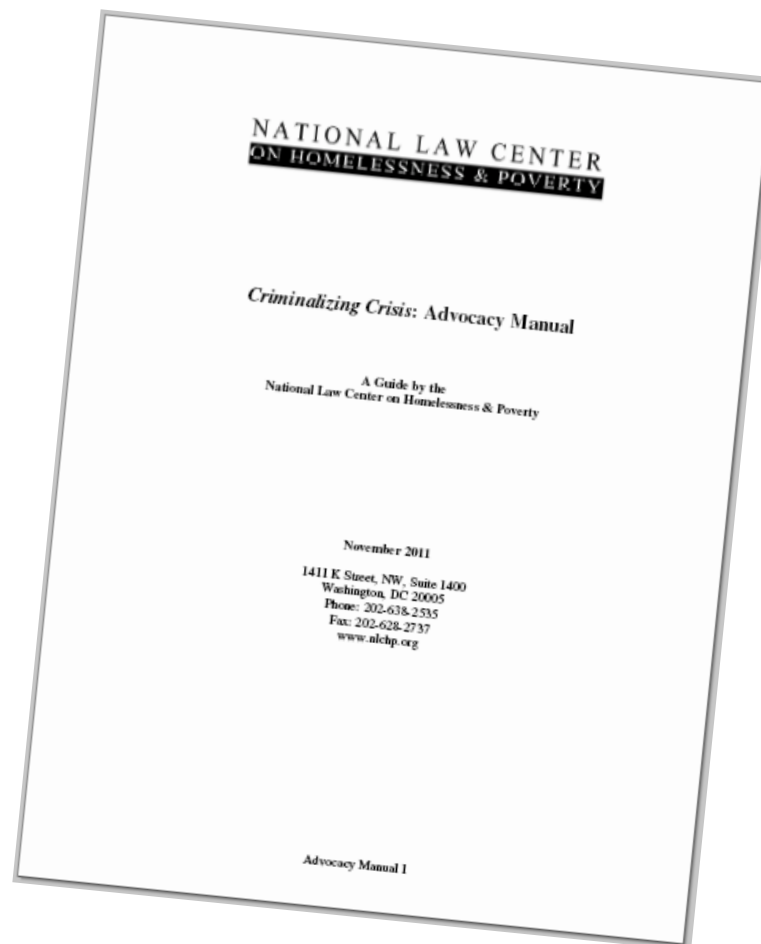 NATIONAL LAW CENTER
ON HOMELESSNESS & POVERTY
Criminalizing Crisis: Advocacy Manual
A Guide by the
National Law Center on Homelessness & Poverty
November 2011
1411 K Street, NW, Suite 1400
Washington, DC 20005
Phone: 202-638-2535
Fax: 202-628-2737
www.nlchp.org
Advocacy Manual 1